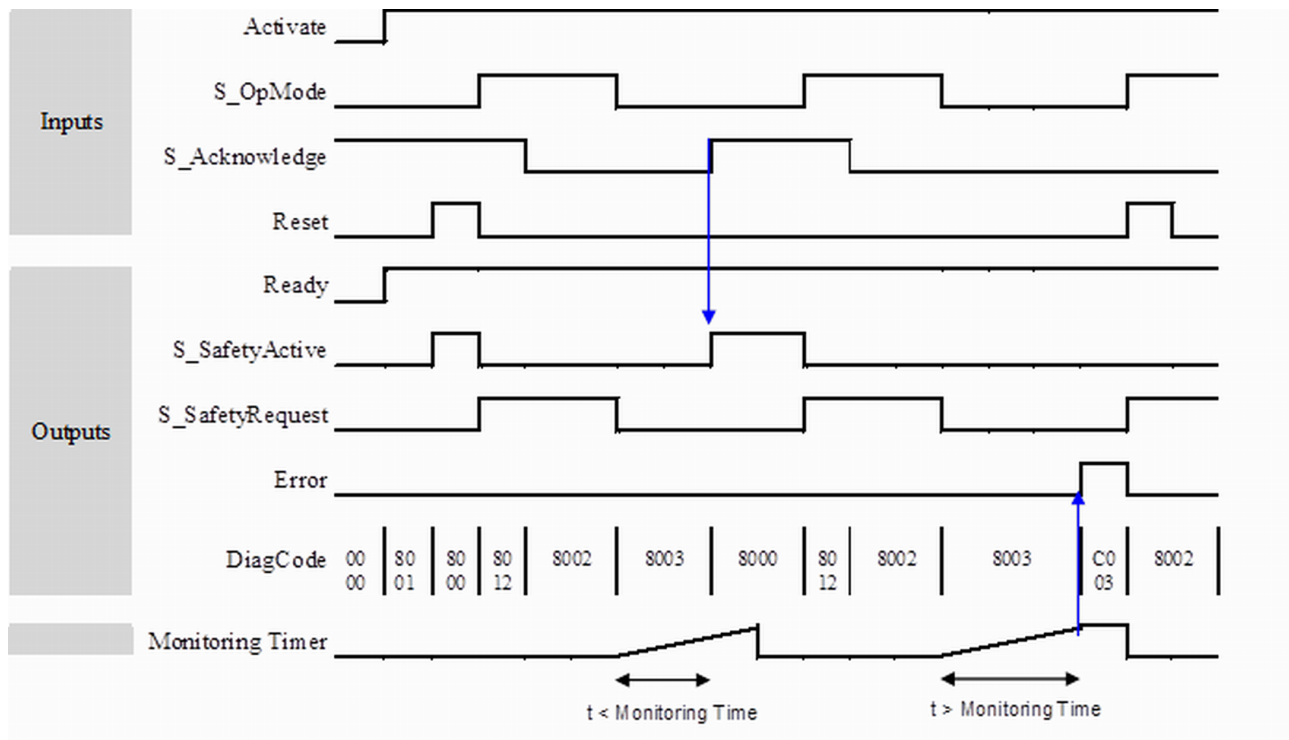 Activate
S_OpMode
Inputs
S_Acknowledge
Reset
Ready
S_SafetyActive
S_SafetyRequest
Outputs
Error
DiagCode
00
00
80
01
80
00
80
12
8002
8003
8000
80
12
8002
8003
C0
03
8002
Monitoring Timer
t < Monitoring Time
t > Monitoring Time